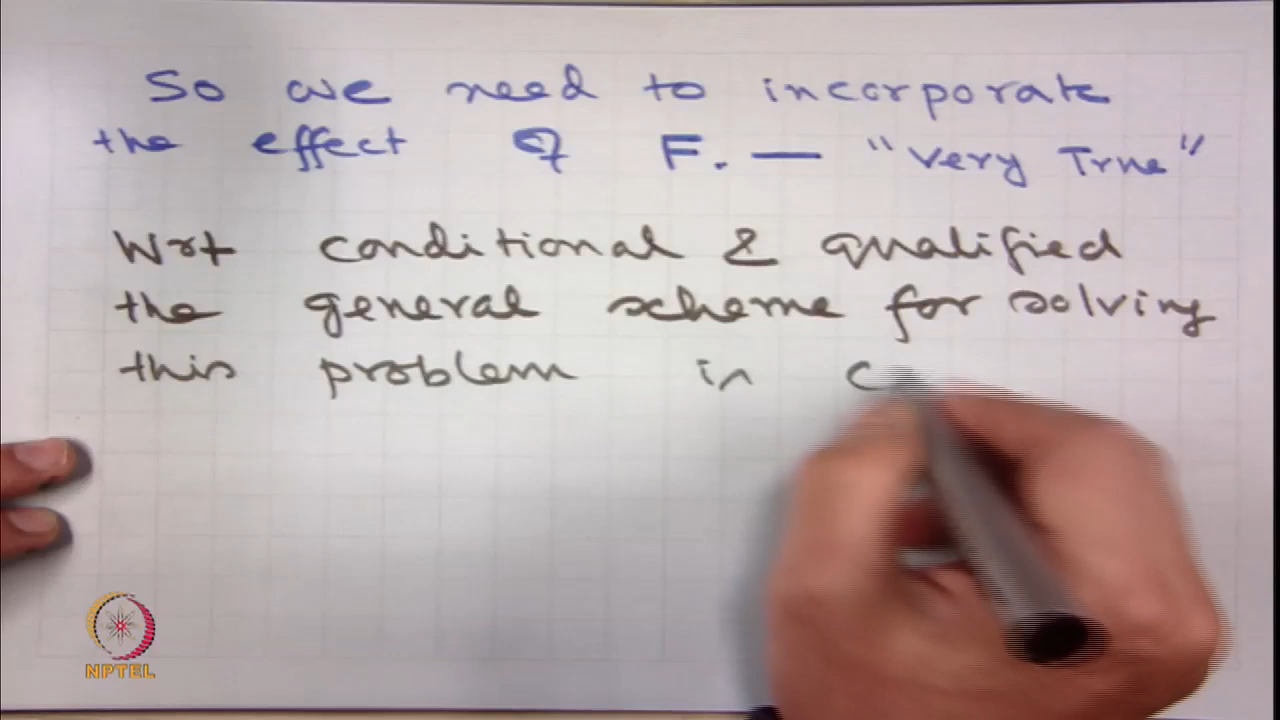 So we need to incorporate
the effect of F. — "Very True"
Wrt conditional & qualified
the general scheme for solving
this problem in c
NPTEL